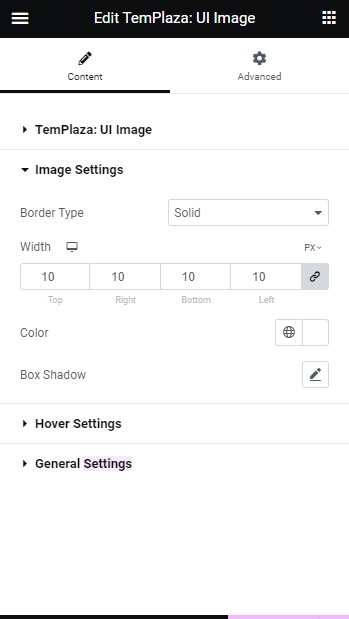 Edit TemPlaza: UI Image
Content
Advanced
TemPlaza: UI Image
Image Settings
Border Type
Solid
Width
PX
10 10 10 10
Top Right Bottom Left
Color
Box Shadow
Hover Settings
General Settings